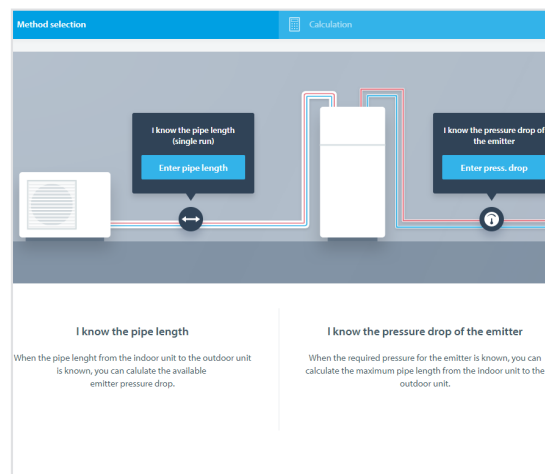 Method selection
Calculation
I know the pipe length
(single run)
Enter pipe length
I know the pressure drop of
the emitter
Enter press. drop
I know the pipe length
When the pipe lenght from the indoor unit to the outdoor unit
is known, you can calulate the available
emitter pressure drop.
I know the pressure drop of the emitter
When the required pressure for the emitter is known, you can
calculate the maximum pipe length from the indoor unit to the
outdoor unit.